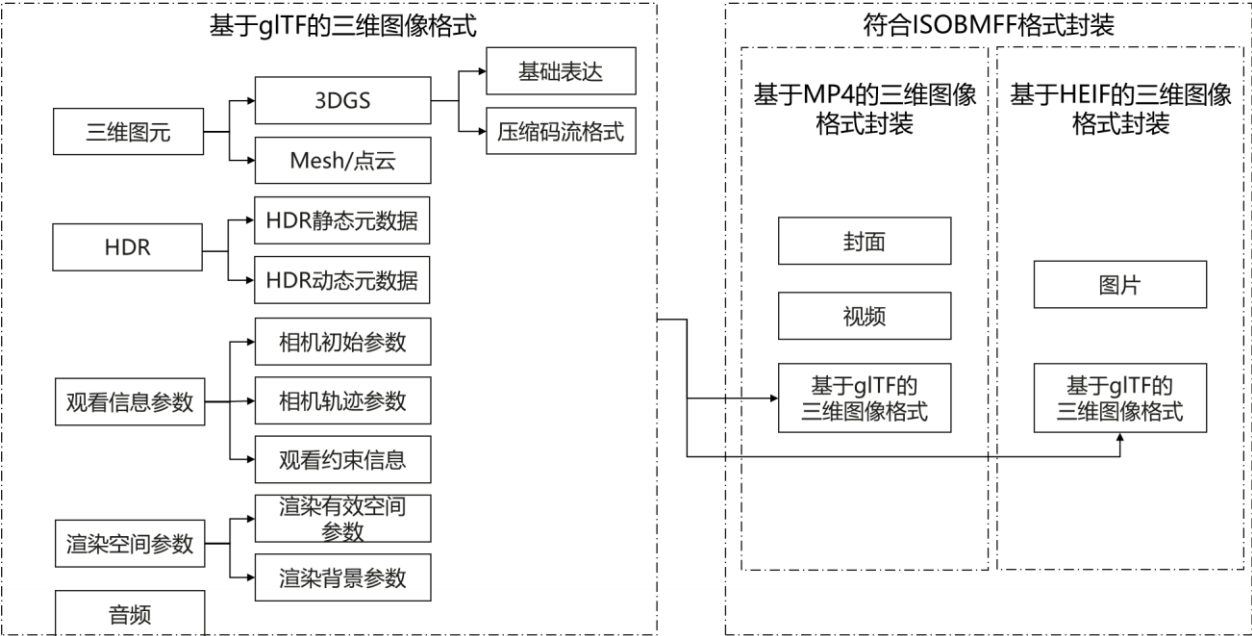 基于glTF的三维图像格式
三维图元
3DGS
基础表达
压缩码流格式
Mesh/点云
HDR
HDR静态元数据
HDR动态元数据
观看信息参数
相机初始参数
相机轨迹参数
观看约束信息
渲染空间参数
渲染有效空间
参数
渲染背景参数
音频
符合ISOBMFF格式封装
基于MP4的三维图像
格式封装
封面
视频
基于glTF的
三维图像格式
基于HEIF的三维图像
格式封装
图片
基于glTF的
三维图像格式